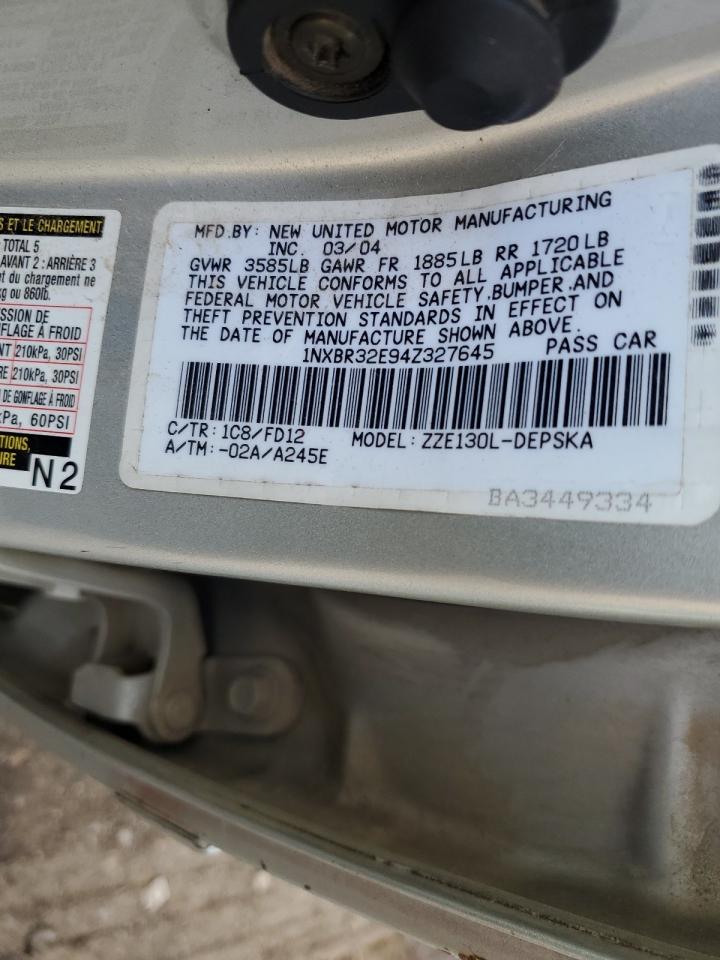 S ET LE CHARGEMENT
TOTAL 5
AVANT 2 : ARRIÈRE 3
t du chargement ne
kg ou 860lb.
SSION DE
NFLAGE À FROID
NT 210kPa, 30PSI
RE 210kPa, 30PSI
DE GONFLAGE À FROID
kPa, 60PSI
TIONS,
URE
N2
MFD.BY: NEW UNITED MOTOR MANUFACTURING
INC. 03/04
GVWR 3585LB GAWR FR 1885LB RR 1720LB
THIS VEHICLE CONFORMS TO ALL APPLICABLE
FEDERAL MOTOR VEHICLE SAFETY,BUMPER,AND
THEFT PREVENTION STANDARDS IN EFFECT ON
THE DATE OF MANUFACTURE SHOWN ABOVE.
1NXBR32E94Z327645 PASS CAR
C/TR: 1C8/FD12 MODEL: ZZE130L-DEPSKA
A/TM:-02A/A245E
BA3449334